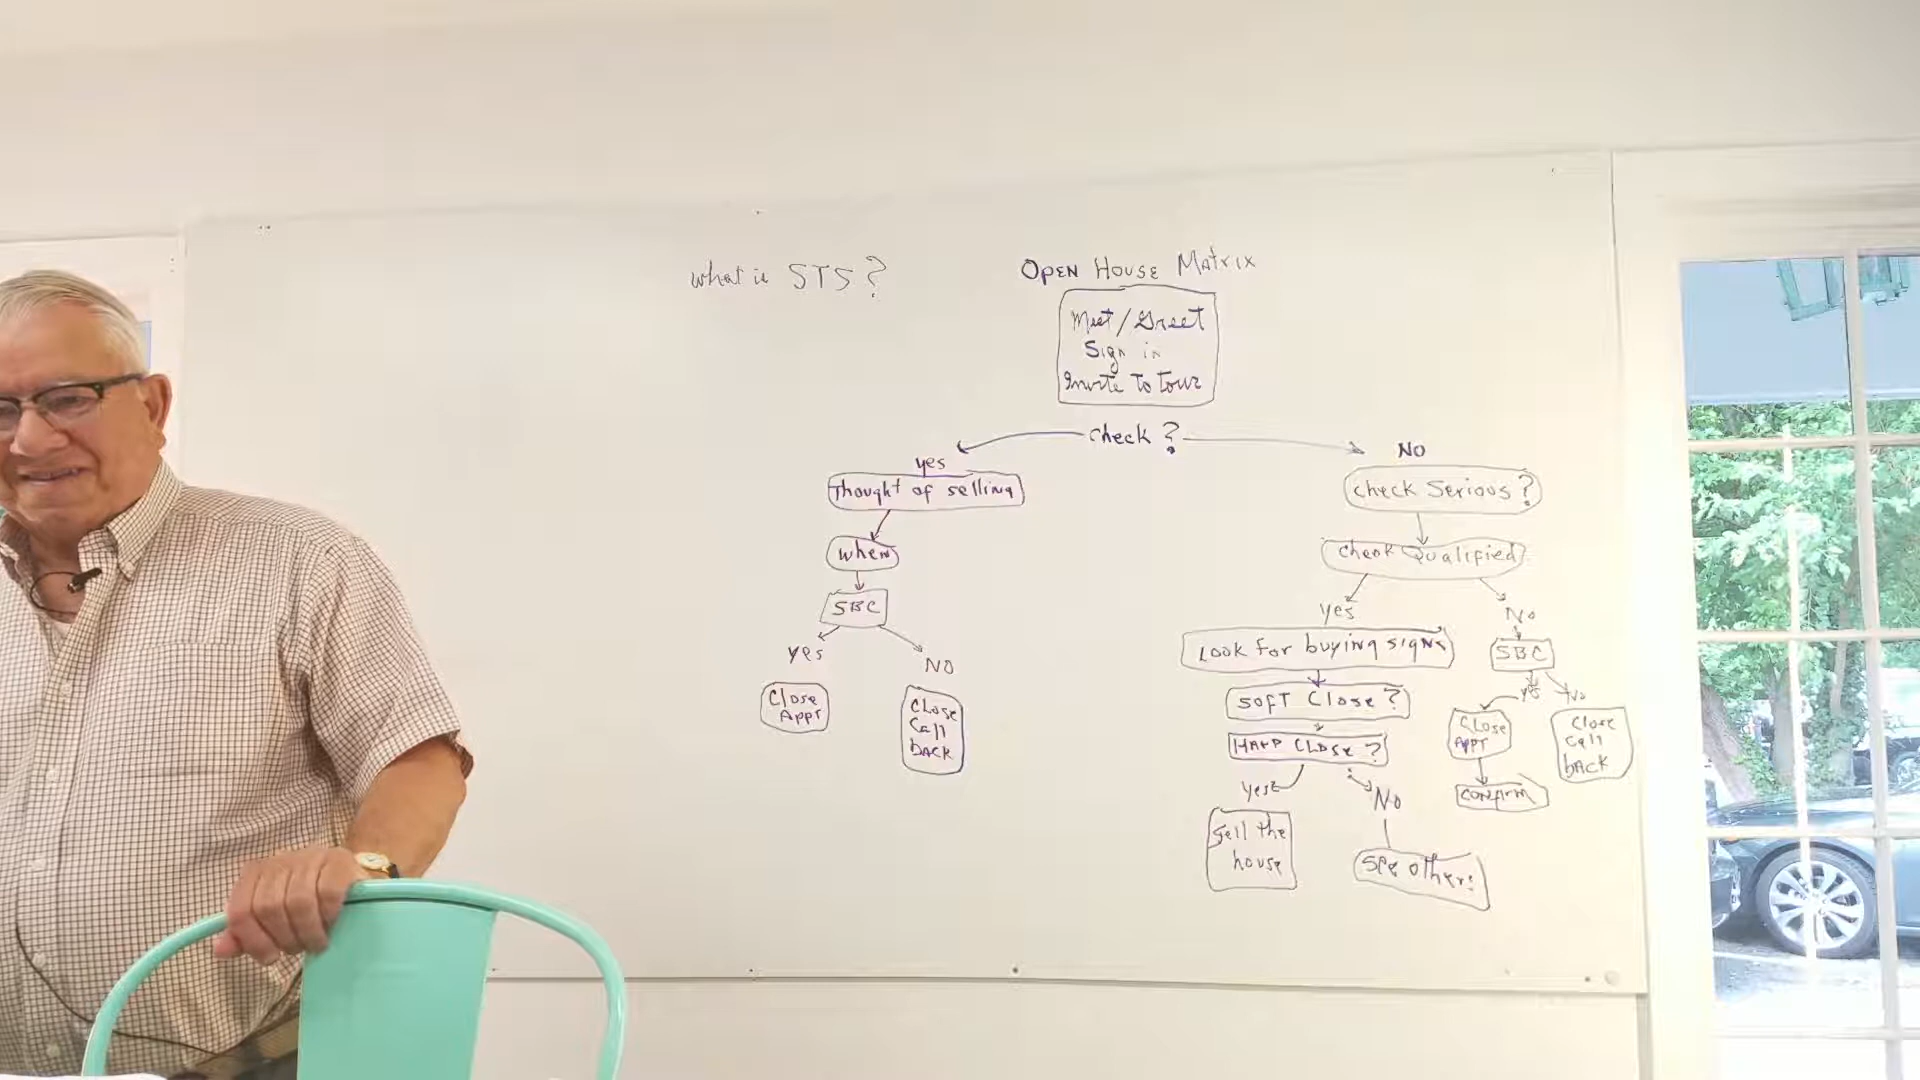 what is STS?
OPEN HOUSE MATRIX
Meet/Greet
Sign in
Invite To Tour
check?
yes
NO
Thought of selling
check Serious?
when
check Qualified
SBC
yes
No
yes
NO
Look for buying signs
SBC
yes
No
Close
Appt
CLose
Call
bACK
SOFT Close?
HARD CLOSE?
CLose
APPT
Close
Call
bACK
yes
No
confirm
Sell the
house
See others